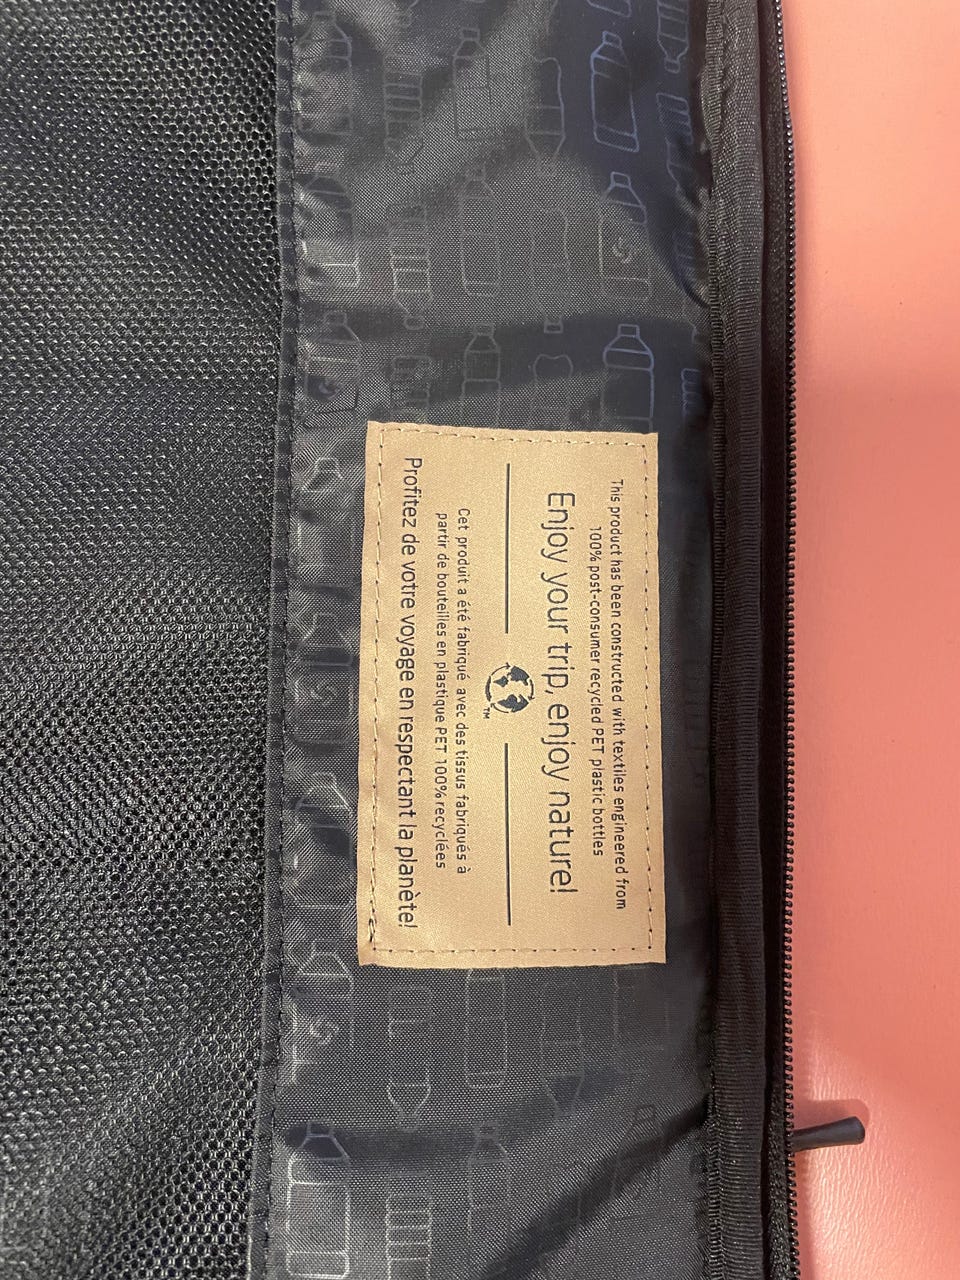 This product has been constructed with textiles engineered from
100% post-consumer recycled PET plastic bottles
Enjoy your trip, enjoy nature!
TM
Cet produit a été fabriqué avec des tissus fabriqués à
partir de bouteilles en plastique PET 100% recyclées
Profitez de votre voyage en respectant la planète!